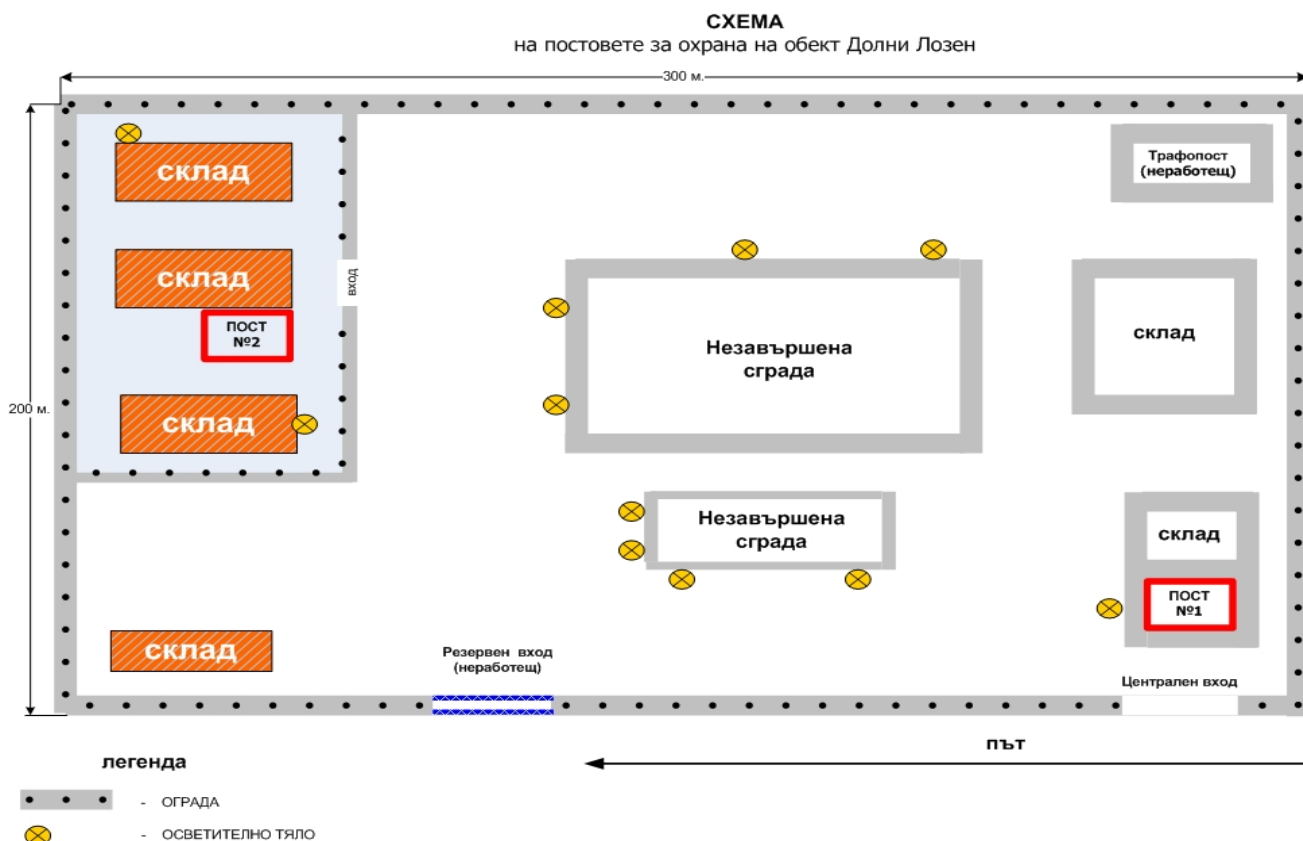 СХЕМА
на постовете за охрана на обект Долни Лозен
300 м.
склад
Трафопост
(неработещ)
склад
вход
ПОСТ
№2
Незавършена
сграда
склад
200 м.
склад
Незавършена
сграда
склад
ПОСТ
№1
склад
Резервен вход
(неработещ)
Централен вход
път
легенда
- ОГРАДА
- ОСВЕТИТЕЛНО ТЯЛО